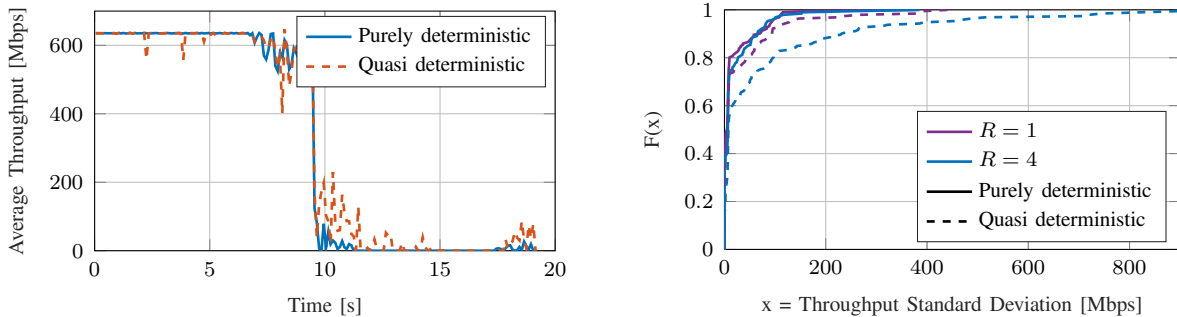 600
400
200
0
Average Throughput [Mbps]
Purely deterministic
Quasi deterministic
0 5 10 15 20
Time [s]
1
0.8
0.6
0.4
0.2
0
F(x)
R = 1
R = 4
Purely deterministic
Quasi deterministic
0 200 400 600 800
x = Throughput Standard Deviation [Mbps]